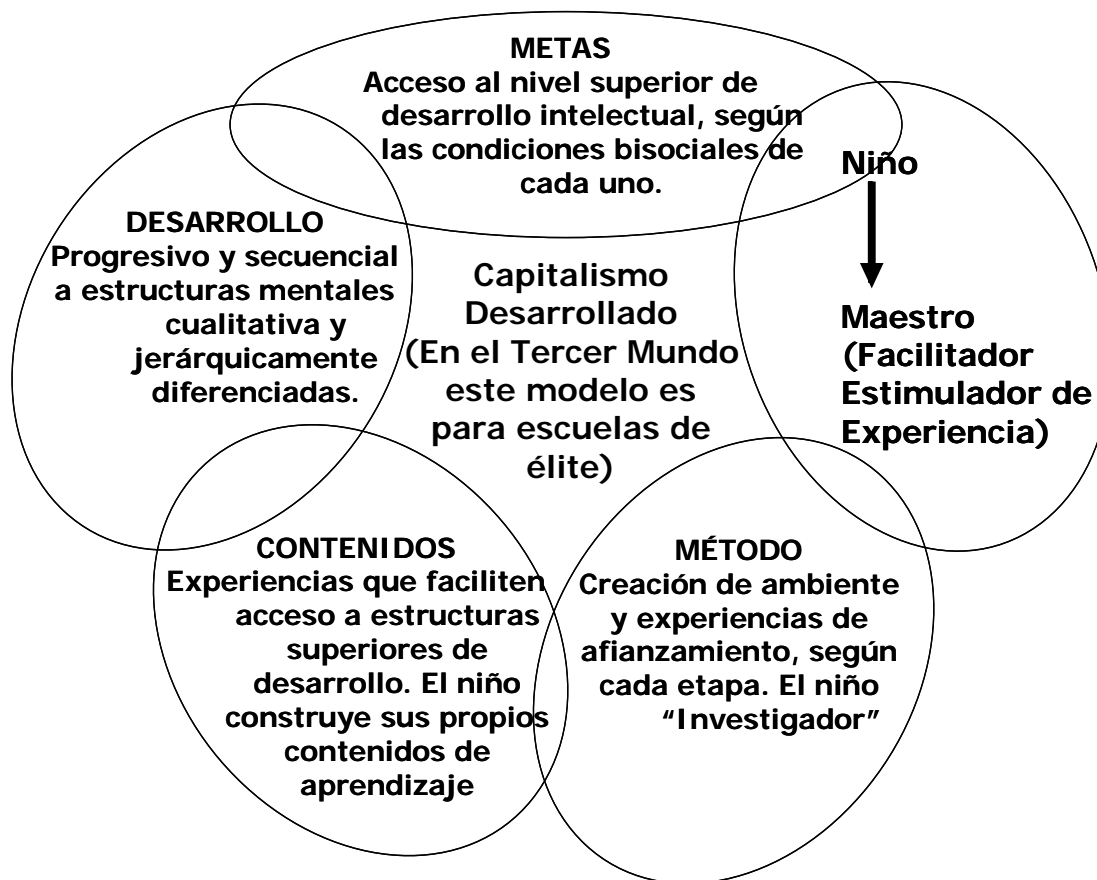 METAS
Acceso al nivel superior de
desarrollo intelectual, según
las condiciones bisociales de
cada uno.
Niño
Maestro
(Facilitador
Estimulador de
Experiencia)
DESARROLLO
Progresivo y secuencial
a estructuras mentales
cualitativa y
jerárquicamente
diferenciadas.
Capitalismo
Desarrollado
(En el Tercer Mundo
este modelo es
para escuelas de
élite)
CONTENIDOS
Experiencias que faciliten
acceso a estructuras
superiores de
desarrollo. El niño
construye sus propios
contenidos de
aprendizaje
MÉTODO
Creación de ambiente
y experiencias de
afianzamiento, según
cada etapa. El niño
“Investigador”